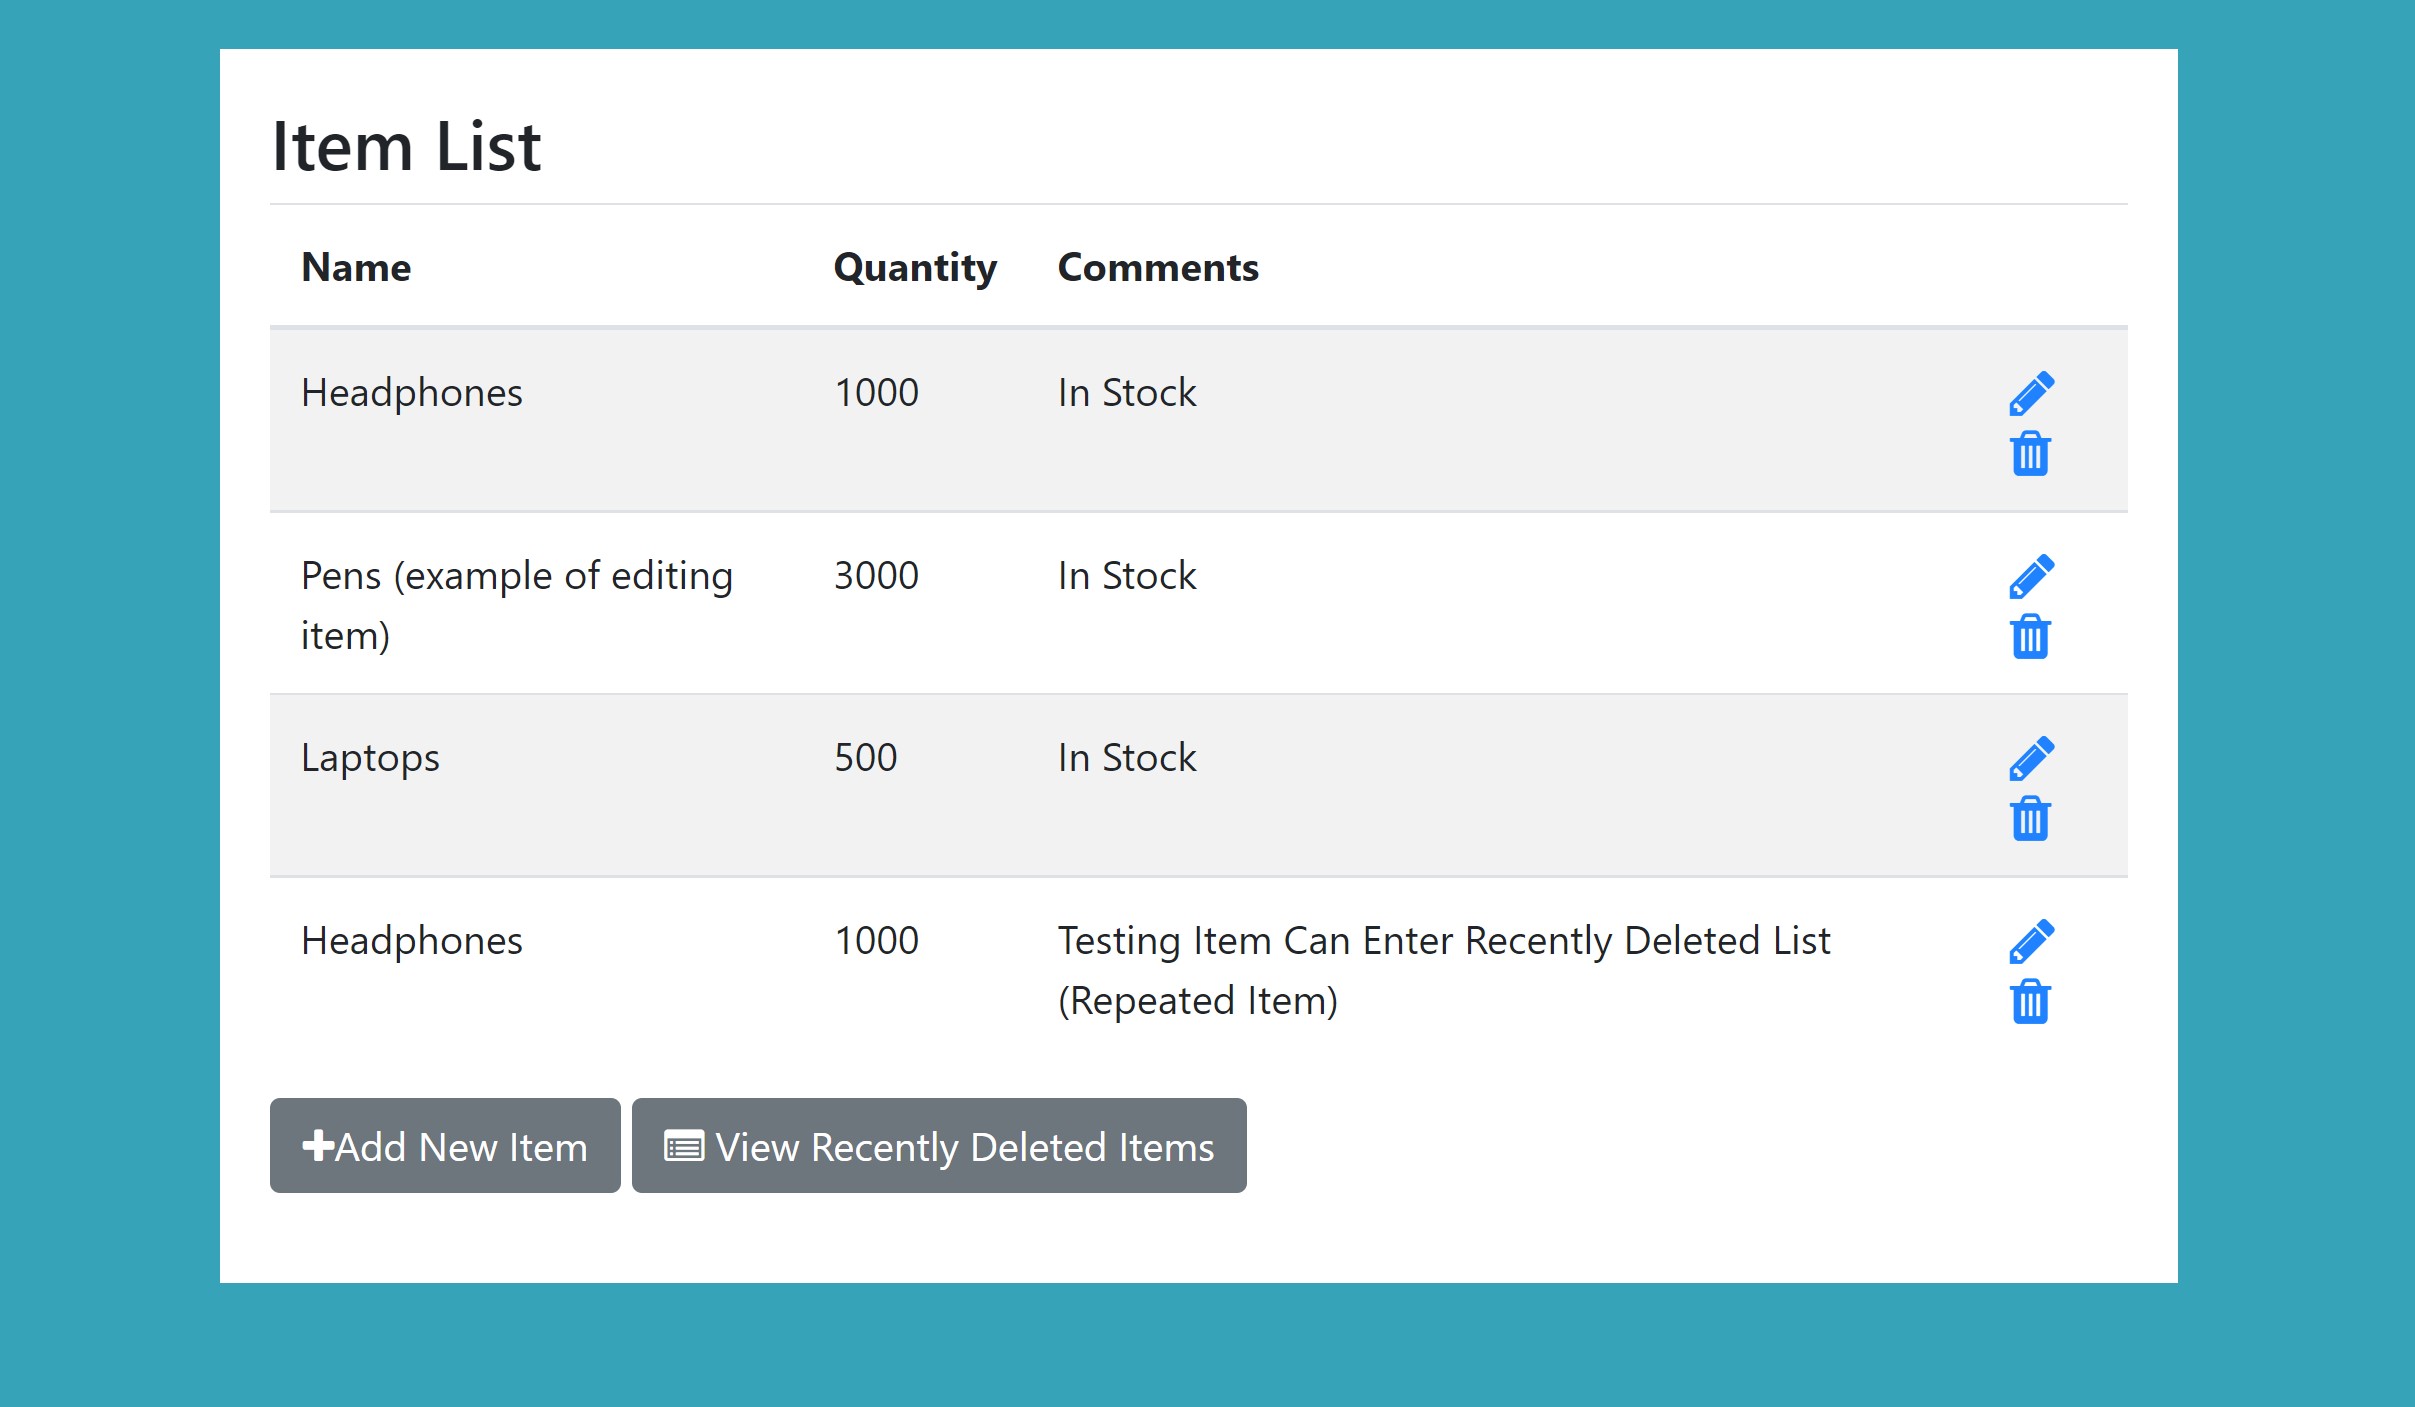 Item List
Name Quantity Comments
Headphones 1000 In Stock
Pens (example of editing 3000 In Stock
item)
Laptops 500 In Stock
Headphones 1000 Testing Item Can Enter Recently Deleted List
(Repeated Item)
Add New Item View Recently Deleted Items